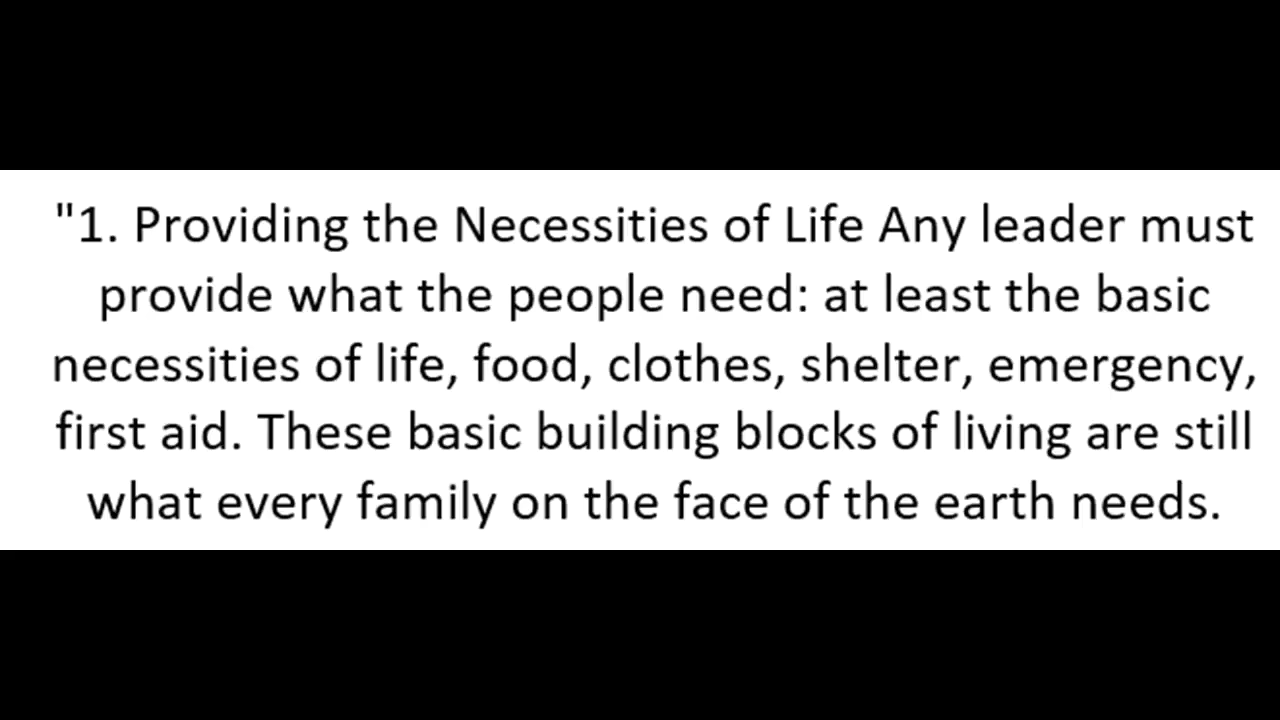 "1. Providing the Necessities of Life Any leader must
provide what the people need: at least the basic
necessities of life, food, clothes, shelter, emergency,
first aid. These basic building blocks of living are still
what every family on the face of the earth needs.